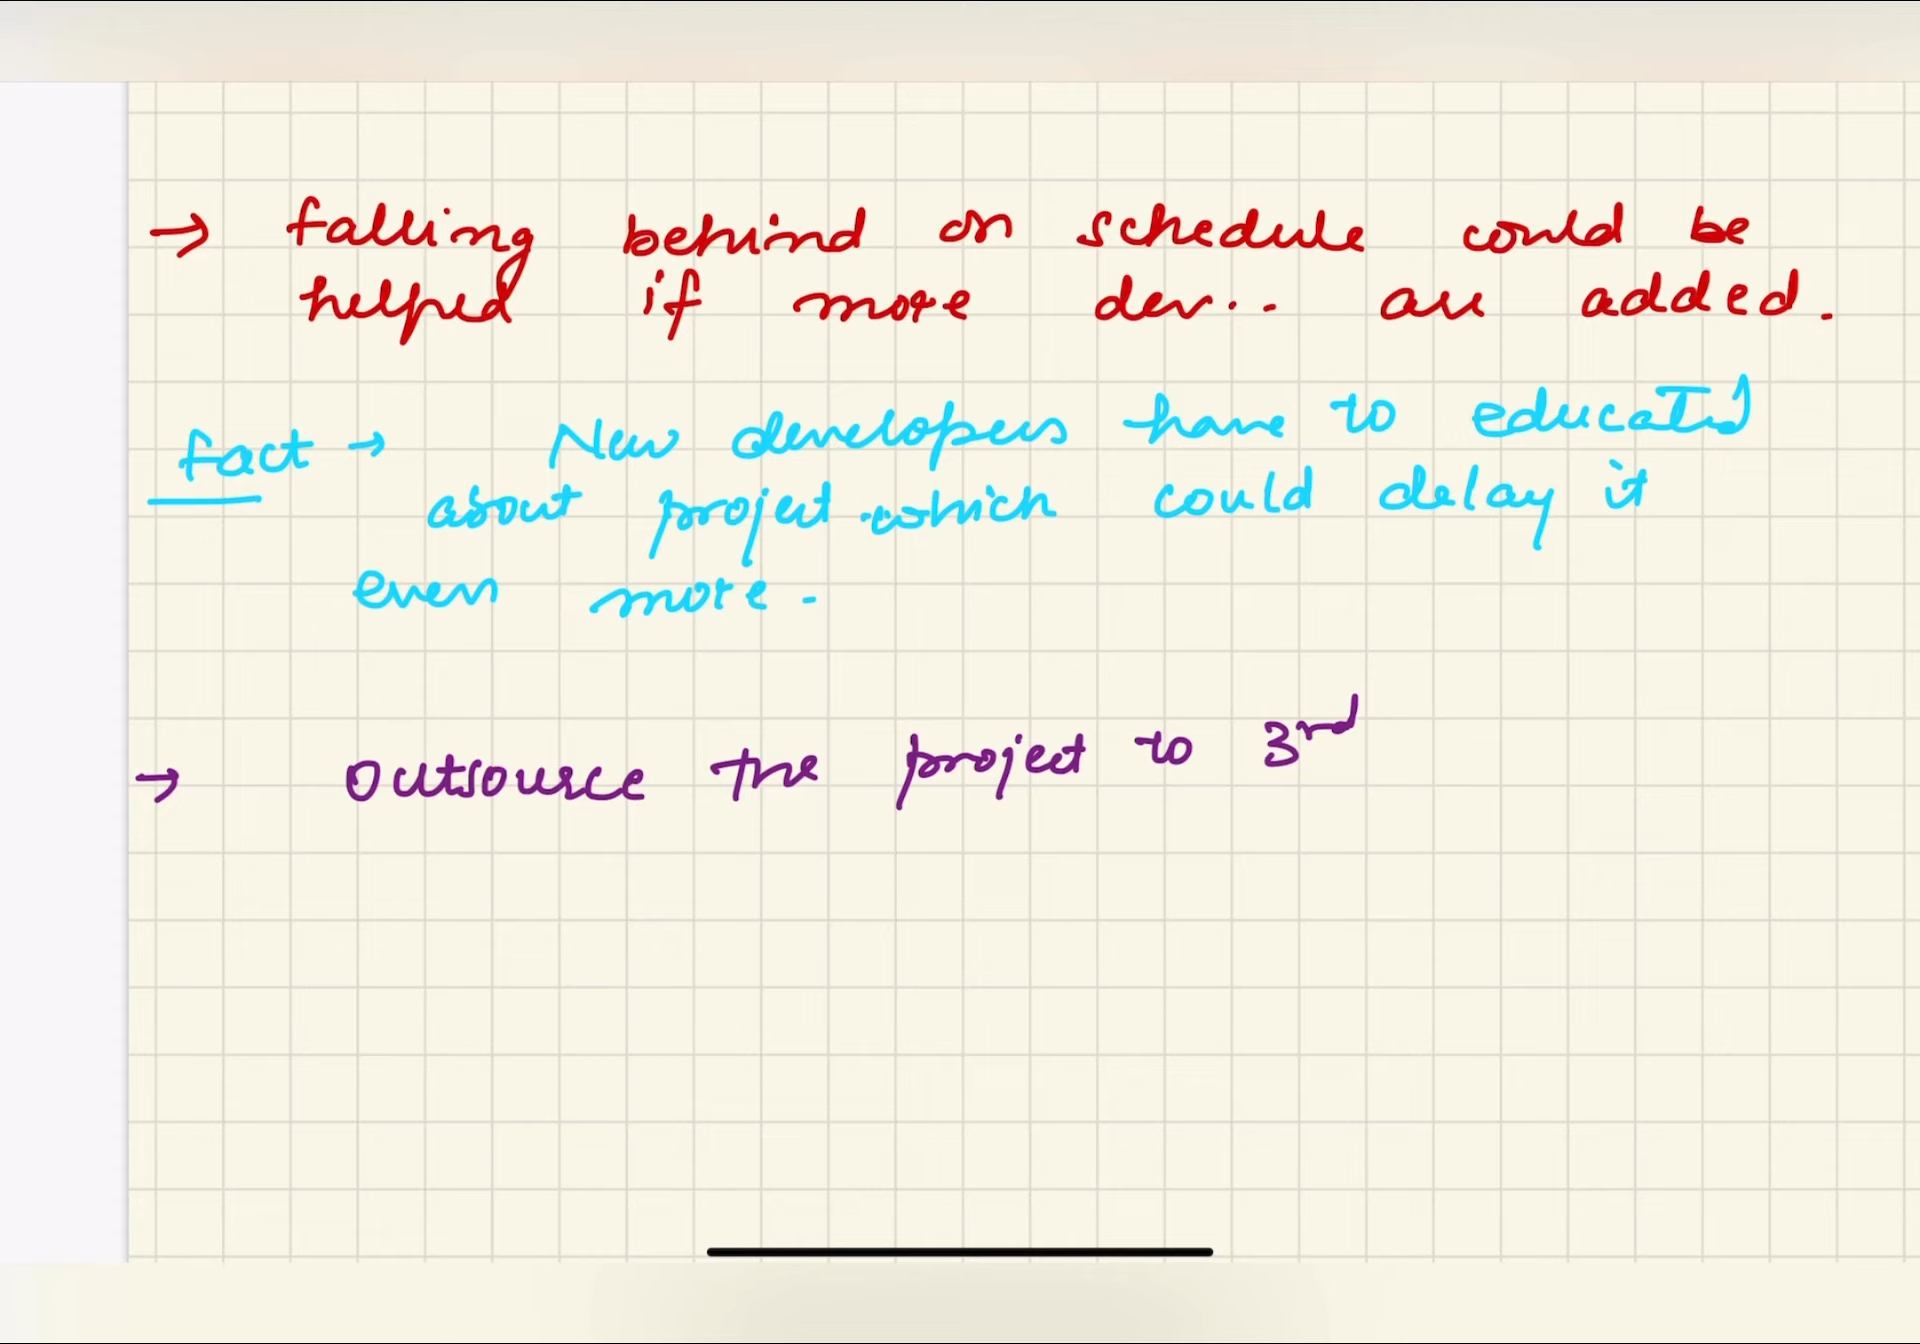 → falling behind on schedule could be
helped if more dev.. are added.
fact → New developers have to educated
about project which could delay it
even more.
→ Outsource the project to 3rd